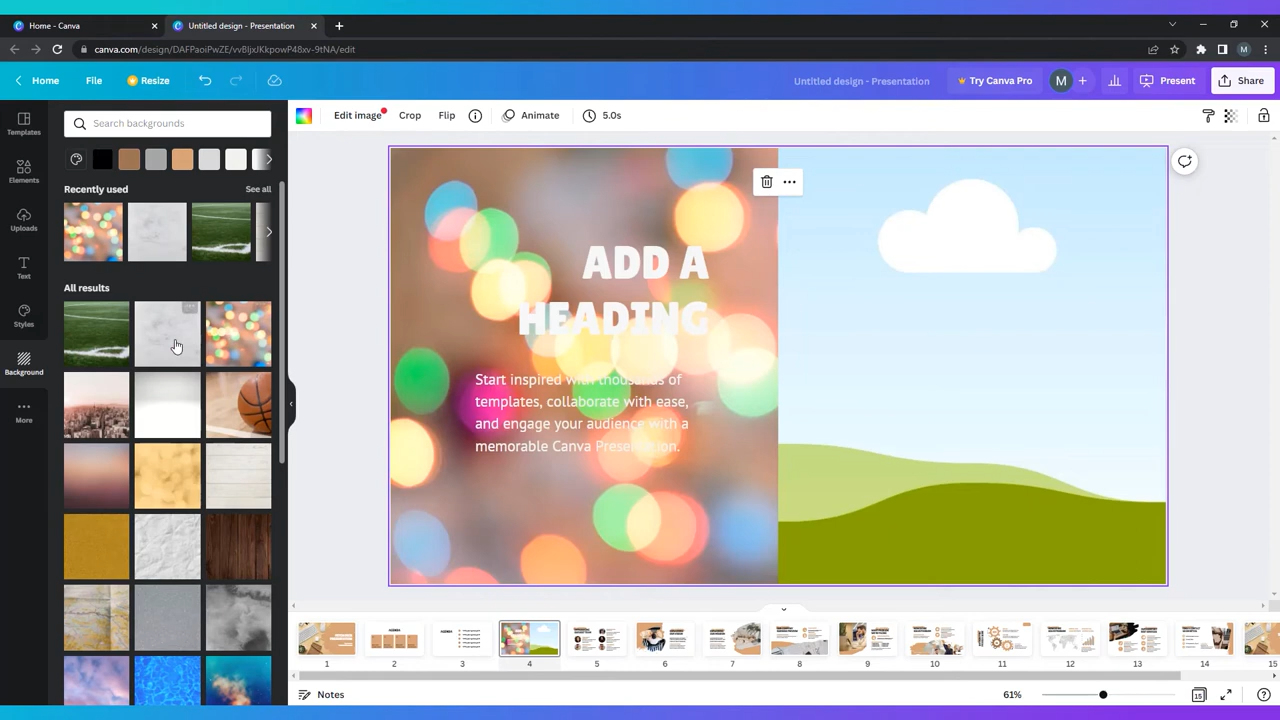 Home - Canva
Untitled design - Presentation
canva.com/design/DAFPaoiPwZE/vvBIjxJKkpowP48xv-9tNA/edit
M
Home
File
Resize
Untitled design - Presentation
Try Canva Pro
M
Present
Share
Templates
Elements
Uploads
Text
Styles
Background
More
Search backgrounds
Recently used
See all
All results
Edit image
Crop
Flip
Animate
5.0s
ADD A
HEADING
Start inspired with thousands of
templates, collaborate with ease,
and engage your audience with a
memorable Canva Presentation.
AGENDA
AGENDA
1
2
3
4
5
6
7
8
9
10
11
12
13
14
15
Notes
61%
15